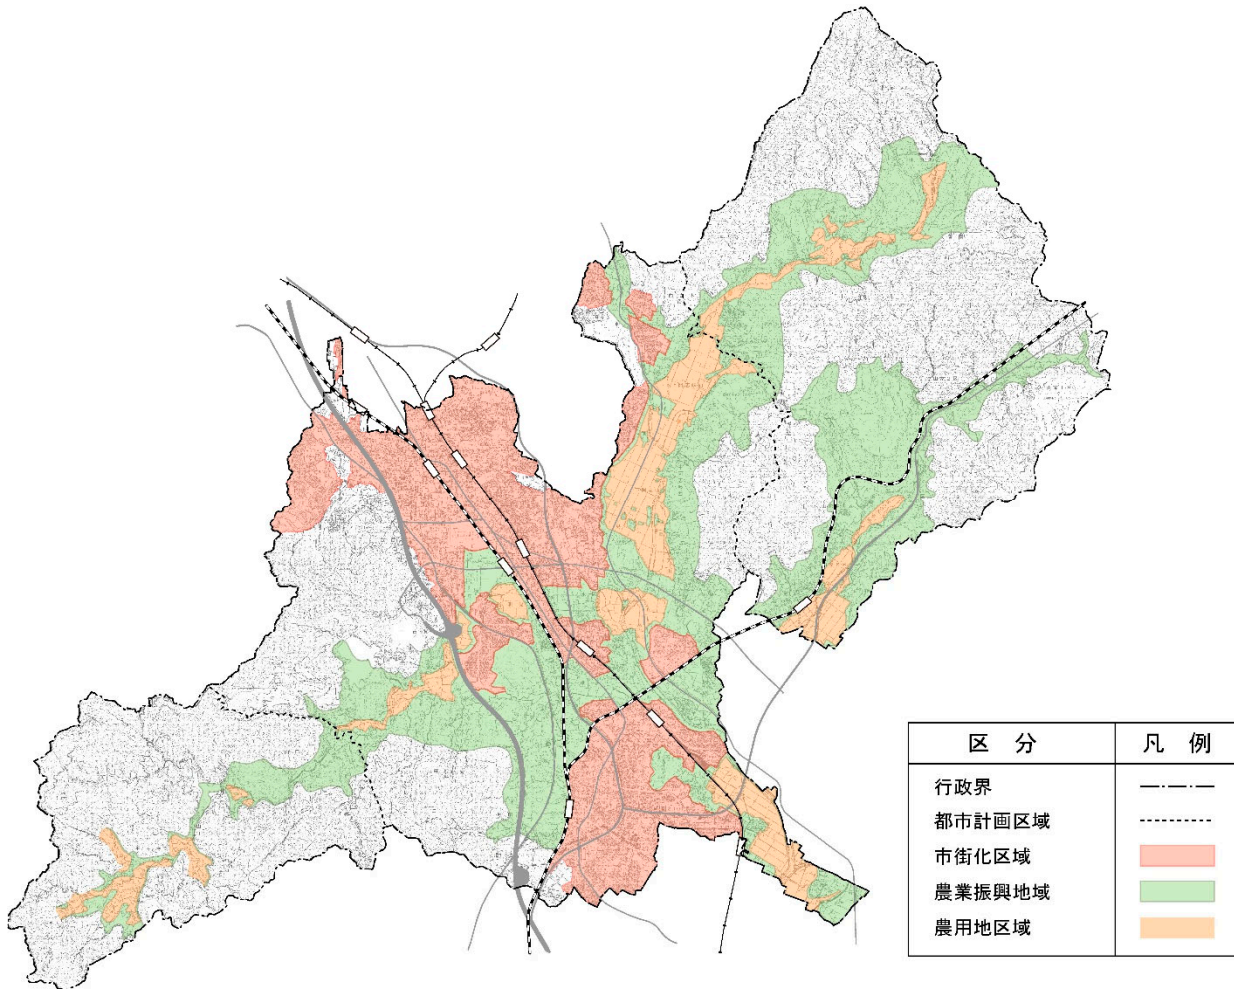 区 分 凡 例
行政界
都市計画区域
市街化区域
農業振興地域
農用地区域